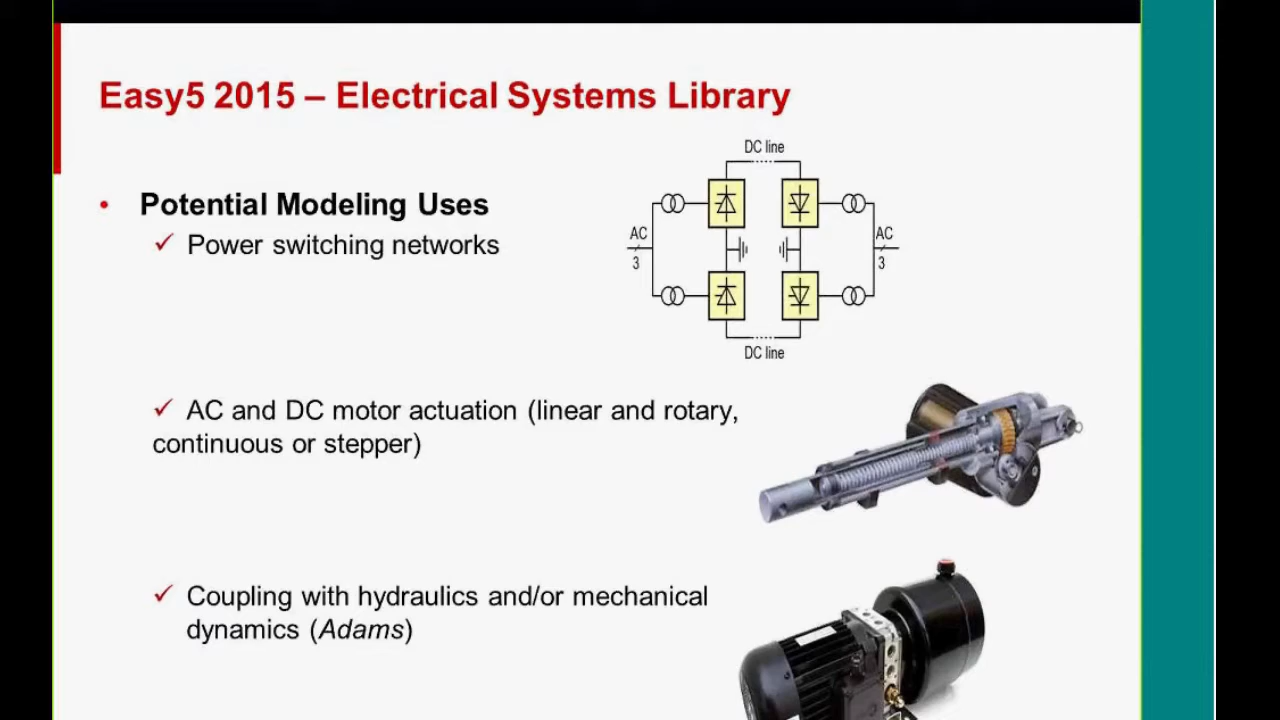 Easy5 2015 – Electrical Systems Library
DC line
• Potential Modeling Uses
✓ Power switching networks
AC
3
AC
3
DC line
✓ AC and DC motor actuation (linear and rotary,
continuous or stepper)
✓ Coupling with hydraulics and/or mechanical
dynamics (Adams)